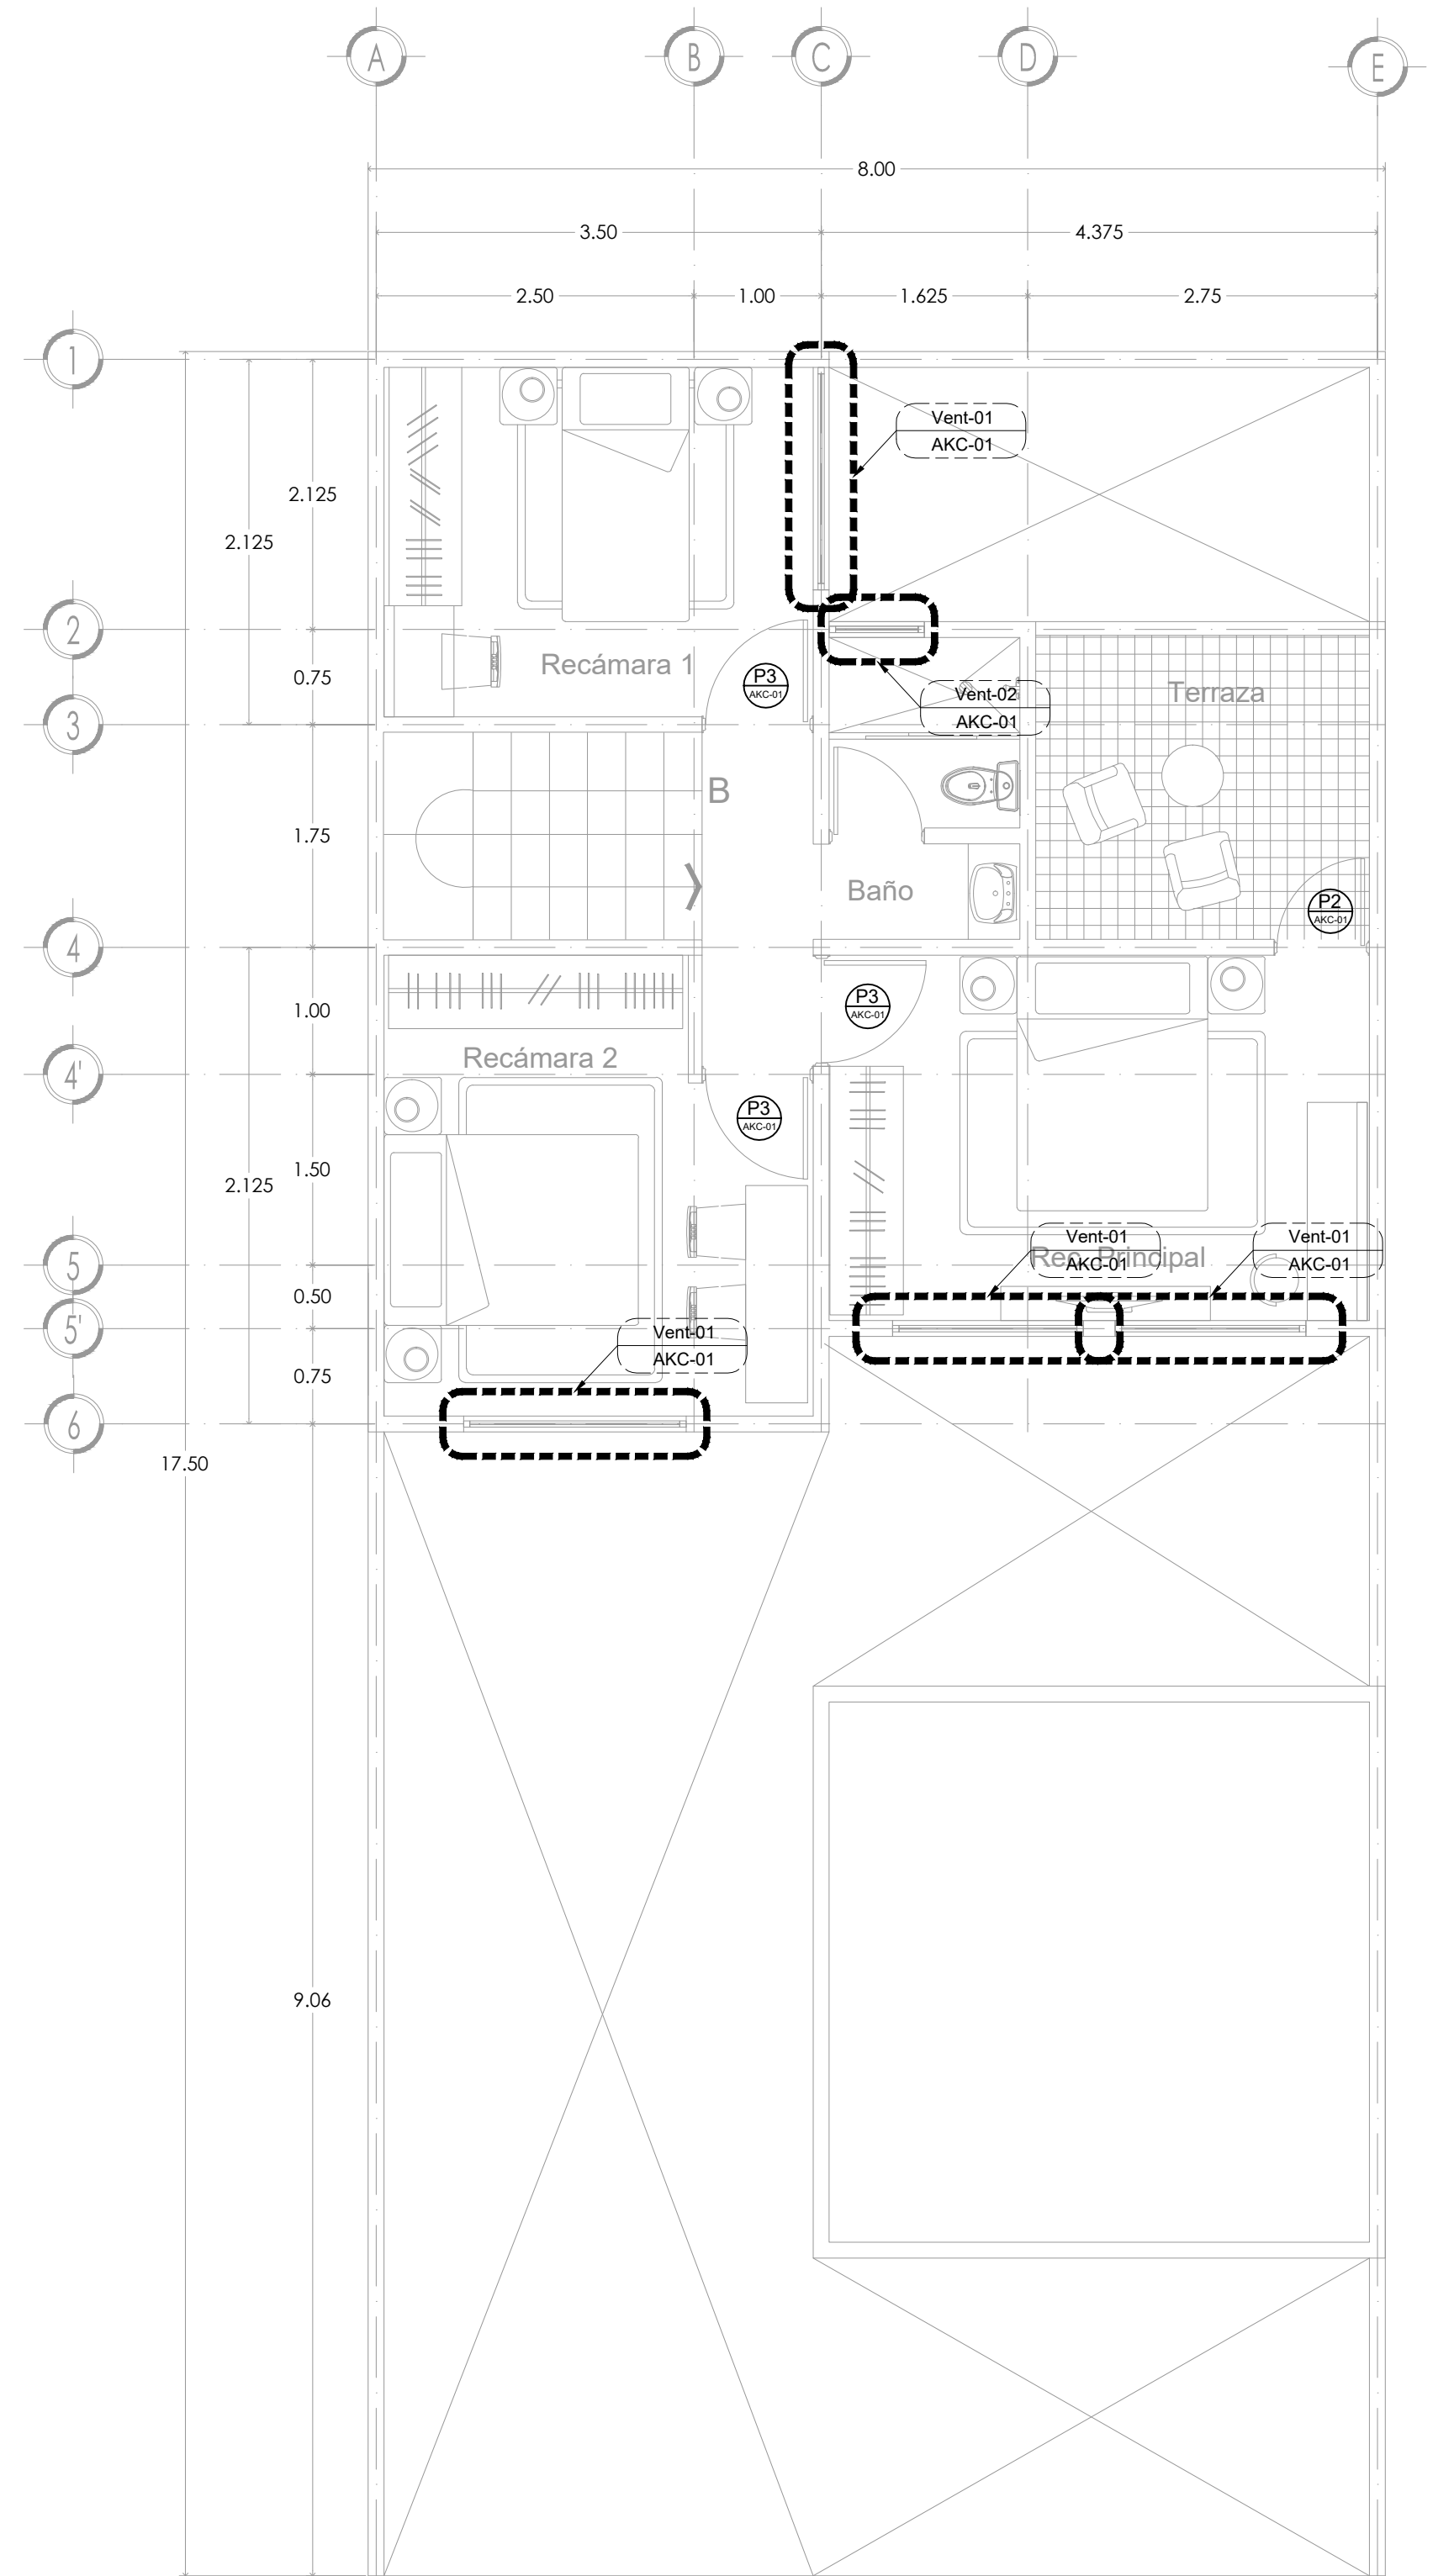 A
B
C
D
E
8.00
3.50
4.375
2.50
1.00
1.625
2.75
1
Vent-01
AKC-01
2.125
2.125
2
Recámara 1
0.75
P3
AKC-01
Vent-02
AKC-01
Terraza
3
B
1.75
Baño
P2
AKC-01
4
1.00
P3
AKC-01
Recámara 2
4'
P3
AKC-01
1.50
2.125
Vent-01
AKC-01
Vent-01
AKC-01
Rec. Principal
5
0.50
5'
Vent-01
AKC-01
0.75
6
17.50
9.06